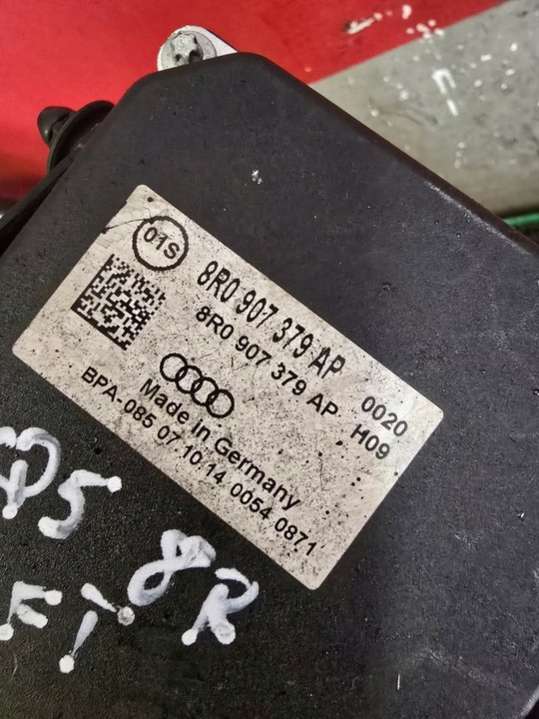 01S
8R0 907 379 AP
8R0 907 379 AP
0020
H09
Made in Germany
BPA-085 07.10.14 0054 0871
5 8R